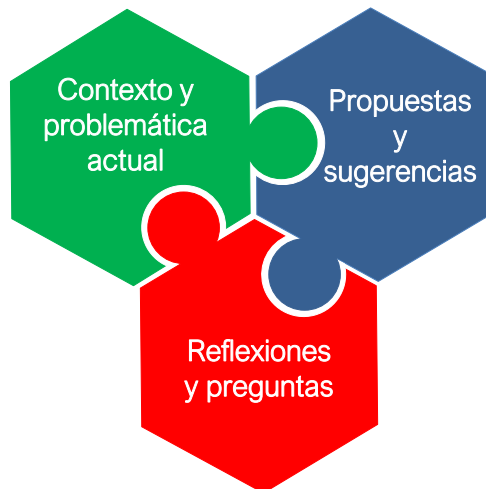 Contexto y
problemática
actual
Propuestas
y
sugerencias
Reflexiones
y preguntas